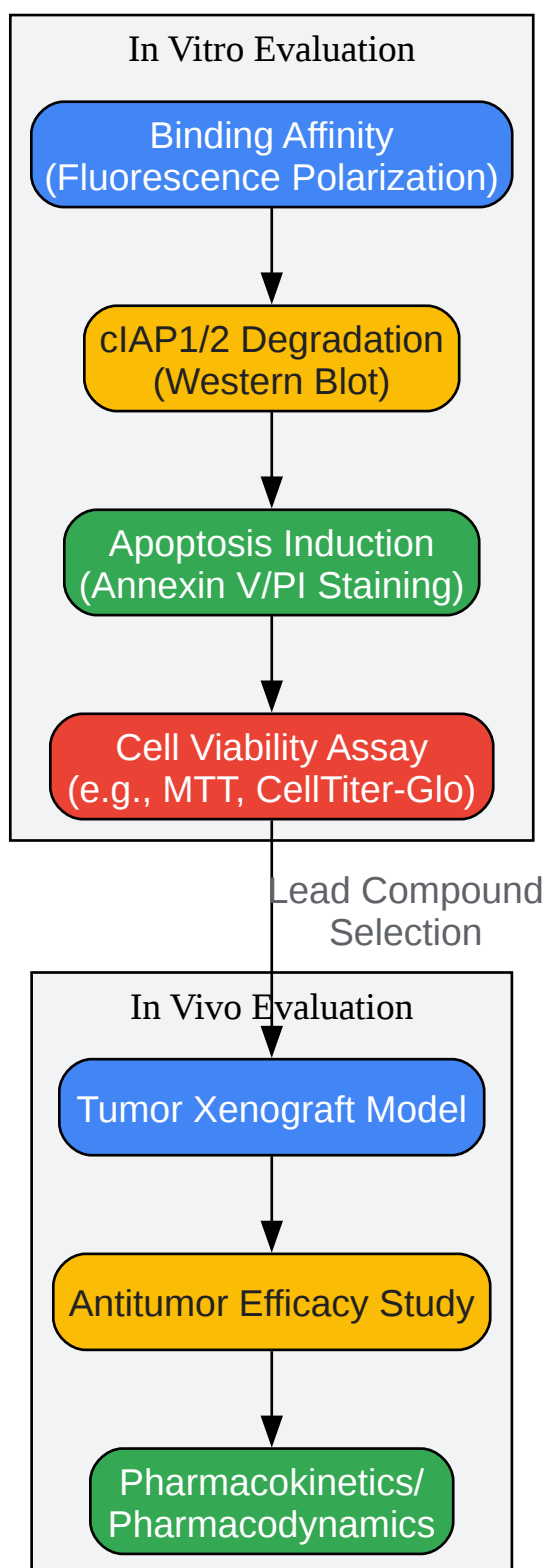 In Vitro Evaluation
Binding Affinity
(Fluorescence Polarization)
cIAP1/2 Degradation
(Western Blot)
Apoptosis Induction
(Annexin V/PI Staining)
Cell Viability Assay
(e.g., MTT, CellTiter-Glo)
Lead Compound
Selection
In Vivo Evaluation
Tumor Xenograft Model
Antitumor Efficacy Study
Pharmacokinetics/
Pharmacodynamics